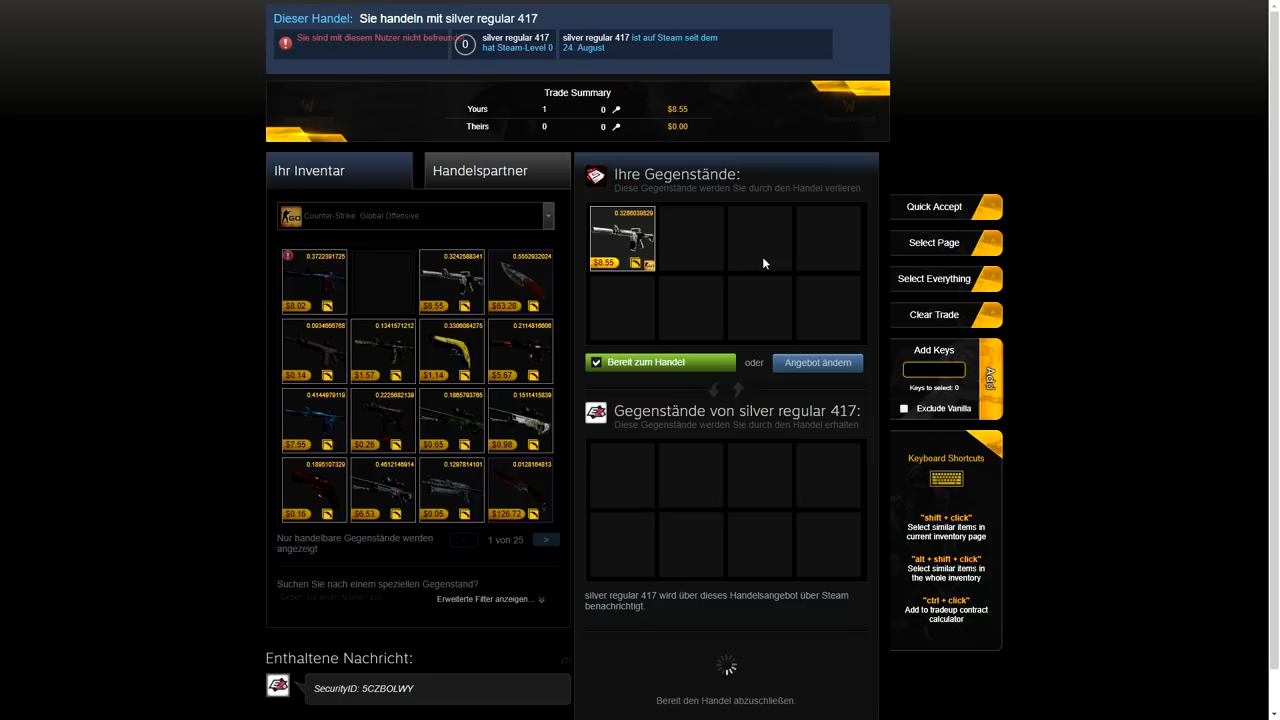 Dieser Handel: Sie handeln mit silver regular 417
Sie sind mit diesem Nutzer nicht
0
silver regular 417
hat Steam-Level 0
silver regular 417 ist auf Steam seit dem
24. August
Trade Summary
Yours 1 0 $8.55
Theirs 0 0 $0.00
Ihr Inventar
Handelspartner
Counter-Strike Global Offensive
0.3722391725 0.3242588341 0.5552932024
$8.02 $8.55 $63.28
0.0934666768 0.1341571212 0.3306084275 0.2114816606
$0.14 $1.57 $1.14 $5.67
0.4144979119 0.2225682139 0.1865793765 0.1511415839
$7.55 $0.26 $0.65 $0.98
0.1895107329 0.4612146914 0.1297814101 0.0128164813
$0.16 $6.53 $0.05 $126.72
Nur handelbare Gegenstände werden
angezeigt
1 von 25 >
Suchen Sie nach einem speziellen Gegenstand?
Erweiterte Filter anzeigen...
Enthaltene Nachricht:
SecurityID: 5CZBOLWY
Ihre Gegenstände:
Diese Gegenstände werden Sie durch den Handel verlieren.
0.3286039829
$8.55
Bereit zum Handel oder Angebot ändern
Gegenstände von silver regular 417:
Diese Gegenstände werden Sie durch den Handel erhalten
silver regular 417 wird über dieses Handelsangebot über Steam
benachrichtigt.
Bereit den Handel abzuschließen.
Quick Accept
Select Page
Select Everything
Clear Trade
Add Keys
Add
Keys to select: 0
Exclude Vanilla
Keyboard Shortcuts
"shift + click"
Select similar items in
current inventory page
"alt + shift + click"
Select similar items in
the whole inventory
"ctrl + click"
Add to tradeup contract
calculator